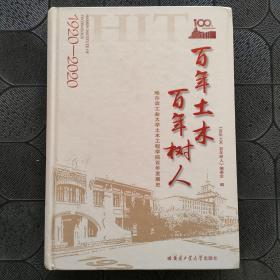 HIT
100
1920—2020
百年土木
百年树人
哈尔滨工业大学土木工程学院百年发展史
《百年土木 百年树人》编委会 编
哈尔滨工业大学出版社